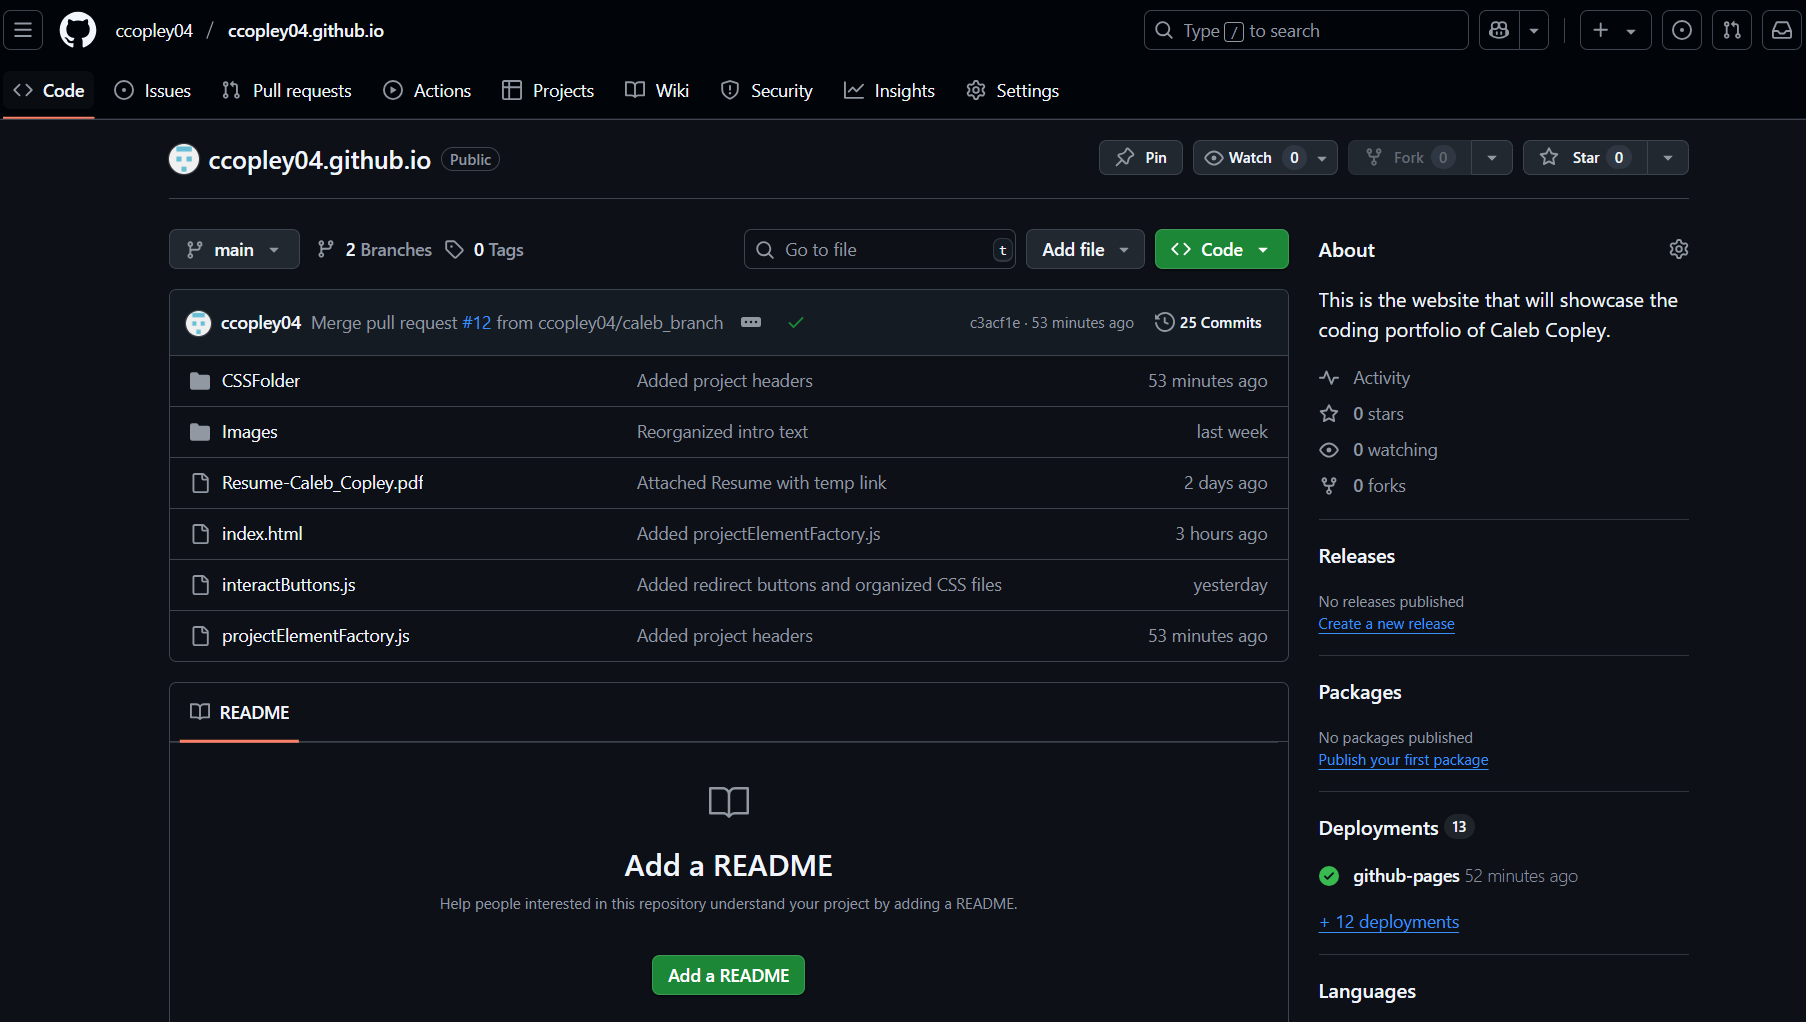 ccopley04 / ccopley04.github.io Type / to search
Code Issues Pull requests Actions Projects Wiki Security Insights Settings
ccopley04.github.io Public Pin Watch 0 Fork 0 Star 0
main 2 Branches 0 Tags Go to file t Add file Code
ccopley04 Merge pull request #12 from ccopley04/caleb_branch c3acf1e · 53 minutes ago 25 Commits
CSSFolder Added project headers 53 minutes ago
Images Reorganized intro text last week
Resume-Caleb_Copley.pdf Attached Resume with temp link 2 days ago
index.html Added projectElementFactory.js 3 hours ago
interactButtons.js Added redirect buttons and organized CSS files yesterday
projectElementFactory.js Added project headers 53 minutes ago
README
Add a README
Help people interested in this repository understand your project by adding a README.
Add a README
About
This is the website that will showcase the
coding portfolio of Caleb Copley.
Activity
0 stars
0 watching
0 forks
Releases
No releases published
Create a new release
Packages
No packages published
Publish your first package
Deployments 13
github-pages 52 minutes ago
+ 12 deployments
Languages